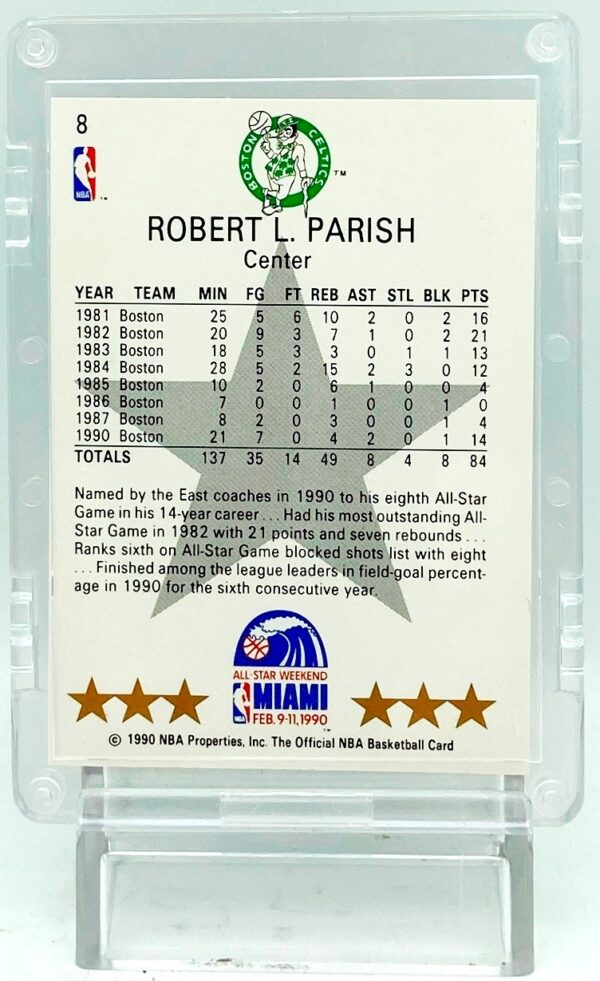 8
BOSTON CELTICS TM
NBA
ROBERT L. PARISH
Center
YEAR TEAM MIN FG FT REB AST STL BLK PTS
1981 Boston 25 5 6 10 2 0 2 16
1982 Boston 20 9 3 7 1 0 2 21
1983 Boston 18 5 3 3 0 1 1 13
1984 Boston 28 5 2 15 2 3 0 12
1985 Boston 10 2 0 6 1 0 0 4
1986 Boston 7 0 0 1 0 0 1 0
1987 Boston 8 2 0 3 0 0 1 4
1990 Boston 21 7 0 4 2 0 1 14
TOTALS 137 35 14 49 8 4 8 84
Named by the East coaches in 1990 to his eighth All-Star
Game in his 14-year career . . . Had his most outstanding All-
Star Game in 1982 with 21 points and seven rebounds . . .
Ranks sixth on All-Star Game blocked shots list with eight
. . . Finished among the league leaders in field-goal percent-
age in 1990 for the sixth consecutive year.
ALL-STAR WEEKEND
NBA MIAMI
FEB. 9-11, 1990
© 1990 NBA Properties, Inc. The Official NBA Basketball Card